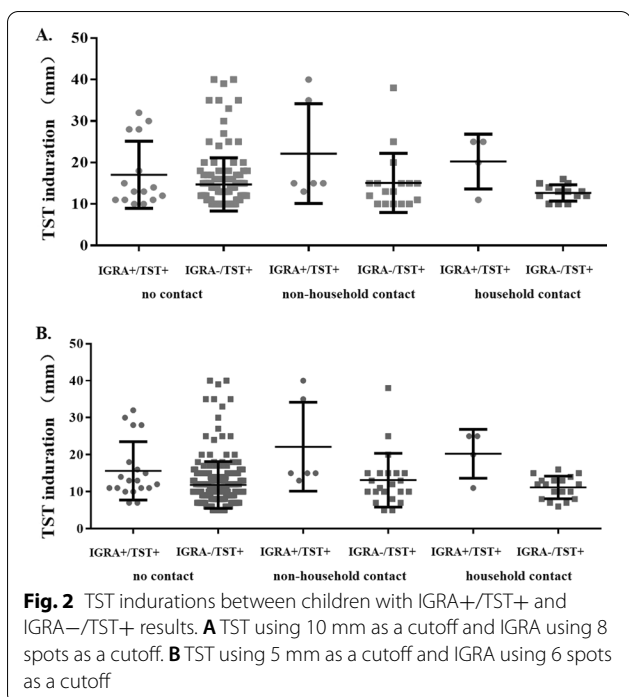 A.
50
40
30
20
10
0
TST induration （mm）
IGRA+/TST+ IGRA-/TST+ IGRA+/TST+ IGRA-/TST+ IGRA+/TST+ IGRA-/TST+
no contact non-household contact household contact
B.
50
40
30
20
10
0
TST induration （mm）
IGRA+/TST+ IGRA-/TST+ IGRA+/TST+ IGRA-/TST+ IGRA+/TST+ IGRA-/TST+
no contact non-household contact household contact
Fig. 2 TST indurations between children with IGRA+/TST+ and
IGRA−/TST+ results. A TST using 10 mm as a cutoff and IGRA using 8
spots as a cutoff. B TST using 5 mm as a cutoff and IGRA using 6 spots
as a cutoff